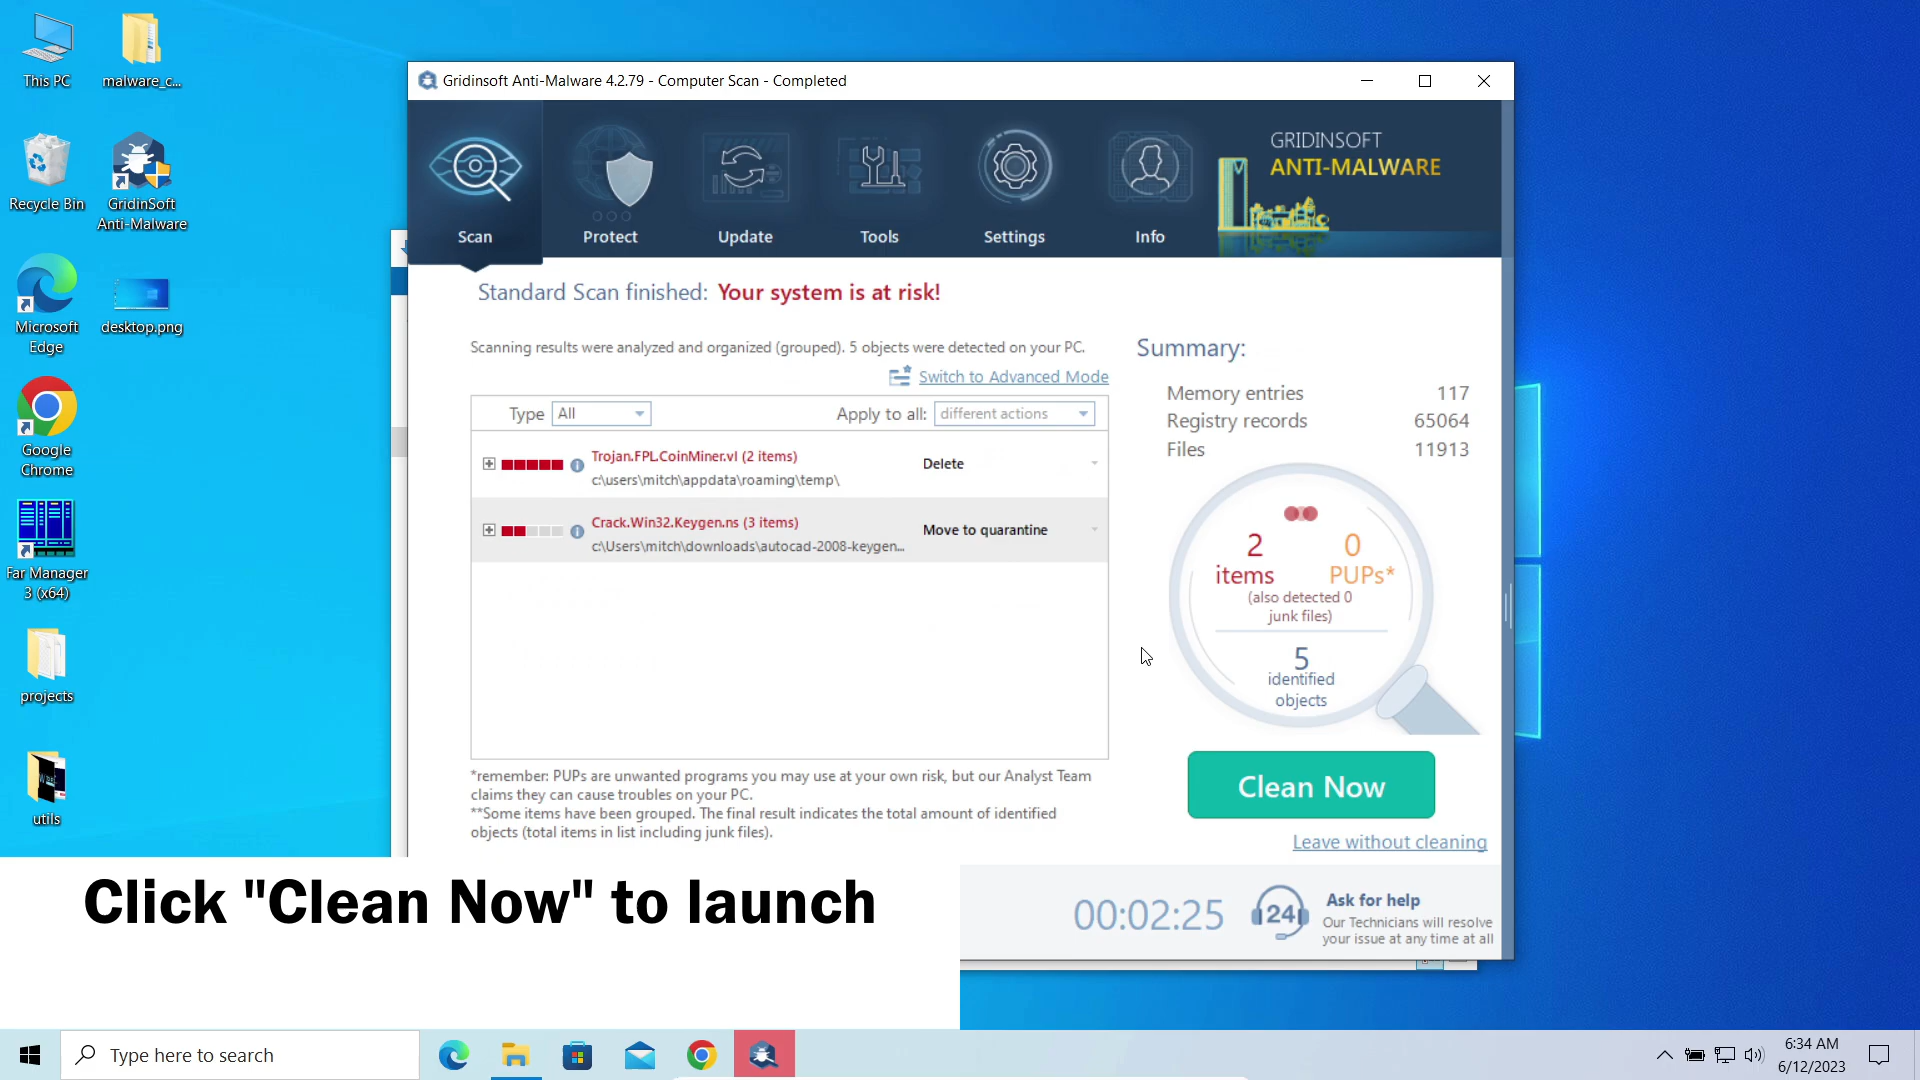 This PC
malware_c...
Recycle Bin
GridinSoft
Anti-Malware
Microsoft
Edge
desktop.png
Google
Chrome
Far Manager
3 (x64)
projects
utils
Gridinsoft Anti-Malware 4.2.79 - Computer Scan - Completed
Scan
Protect
Update
Tools
Settings
Info
GRIDINSOFT
ANTI-MALWARE
Standard Scan finished: Your system is at risk!
Scanning results were analyzed and organized (grouped). 5 objects were detected on your PC.
Switch to Advanced Mode
Type All Apply to all: different actions
Trojan.FPL.CoinMiner.vl (2 items)
c:\users\mitch\appdata\roaming\temp\
Delete
Crack.Win32.Keygen.ns (3 items)
c:\Users\mitch\downloads\autocad-2008-keygen...
Move to quarantine
*remember: PUPs are unwanted programs you may use at your own risk, but our Analyst Team
claims they can cause troubles on your PC.
**Some items have been grouped. The final result indicates the total amount of identified
objects (total items in list including junk files).
Summary:
Memory entries 117
Registry records 65064
Files 11913
2 0
items PUPs*
(also detected 0
junk files)
5
identified
objects
Clean Now
Leave without cleaning
00:02:25
24
Ask for help
Our Technicians will resolve
your issue at any time at all
Click "Clean Now" to launch
Type here to search
6:34 AM
6/12/2023